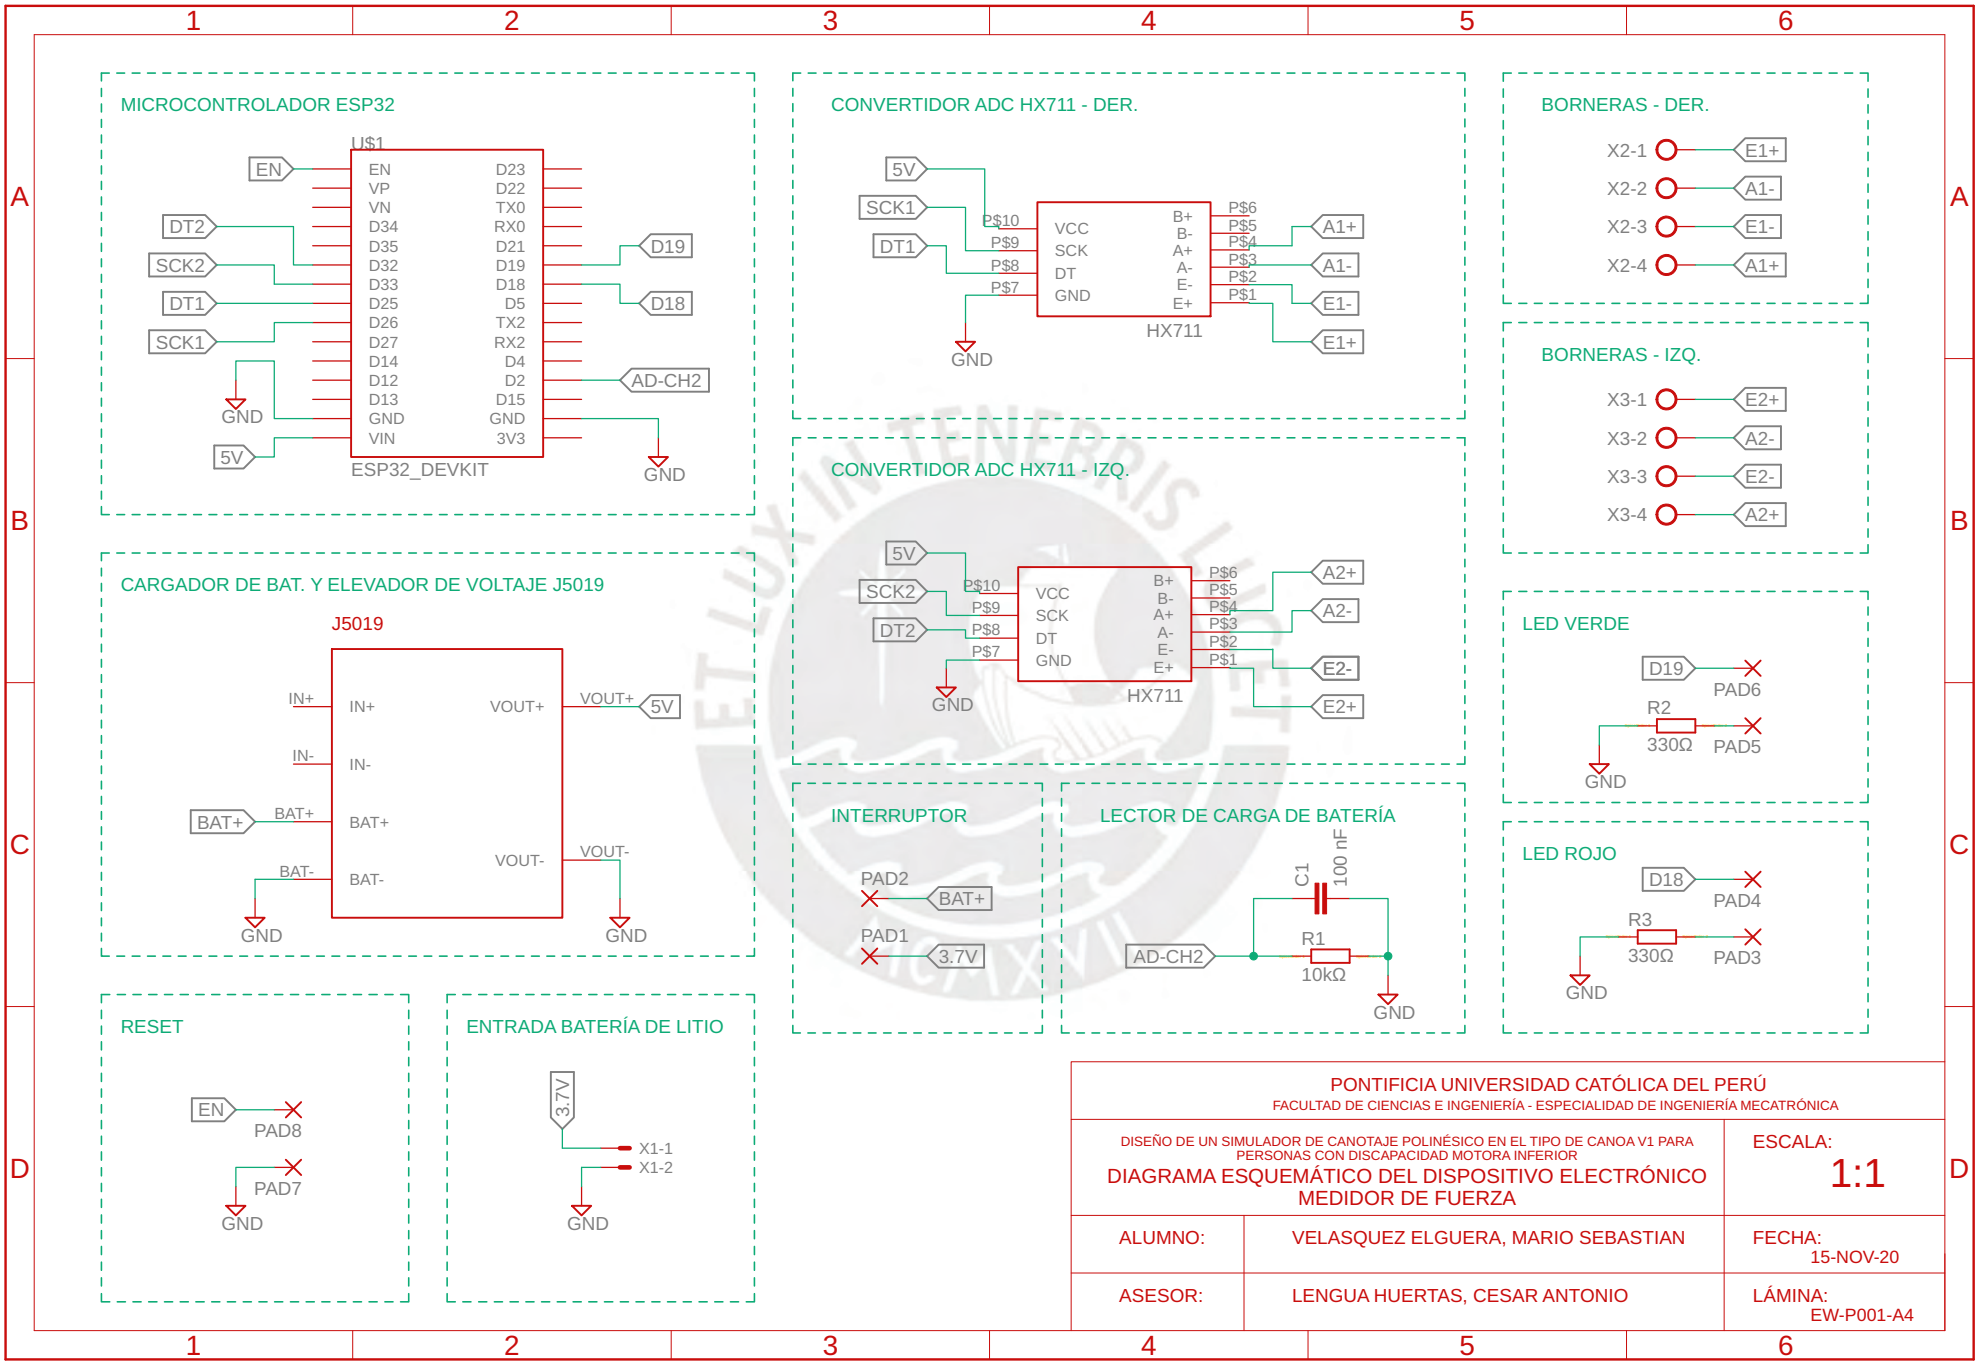 1 2 3 4 5 6
A
B
C
D
MICROCONTROLADOR ESP32
U$1
EN
DT2
SCK2
DT1
SCK1
GND
5V
EN D23
VP D22
VN TX0
D34 RX0
D35 D21
D32 D19
D33 D18
D25 D5
D26 TX2
D27 RX2
D14 D4
D12 D2
D13 D15
GND GND
VIN 3V3
ESP32_DEVKIT
D19
D18
AD-CH2
GND
CONVERTIDOR ADC HX711 - DER.
5V
SCK1
DT1
GND
P$10 VCC
P$9 SCK
P$8 DT
P$7 GND
B+ P$6
B- P$5
A+ P$4
A- P$3
E- P$2
E+ P$1
HX711
A1+
A1-
E1-
E1+
BORNERAS - DER.
X2-1 E1+
X2-2 A1-
X2-3 E1-
X2-4 A1+
BORNERAS - IZQ.
X3-1 E2+
X3-2 A2-
X3-3 E2-
X3-4 A2+
CONVERTIDOR ADC HX711 - IZQ.
5V
SCK2
DT2
GND
P$10 VCC
P$9 SCK
P$8 DT
P$7 GND
B+ P$6
B- P$5
A+ P$4
A- P$3
E- P$2
E+ P$1
HX711
A2+
A2-
E2-
E2+
ET LUX IN TENEBRIS LUCET
MCMXVII
CARGADOR DE BAT. Y ELEVADOR DE VOLTAJE J5019
J5019
IN+ IN+
IN- IN-
BAT+ BAT+ BAT+
BAT- BAT-
GND
VOUT+ VOUT+ 5V
VOUT- VOUT-
GND
LED VERDE
D19
PAD6
R2
330Ω
PAD5
GND
INTERRUPTOR
PAD2
BAT+
PAD1
3.7V
LECTOR DE CARGA DE BATERÍA
C1
100 nF
R1
AD-CH2
10kΩ
GND
LED ROJO
D18
PAD4
R3
330Ω
PAD3
GND
RESET
EN
PAD8
PAD7
GND
ENTRADA BATERÍA DE LITIO
3.7V
X1-1
X1-2
GND
PONTIFICIA UNIVERSIDAD CATÓLICA DEL PERÚ
FACULTAD DE CIENCIAS E INGENIERÍA - ESPECIALIDAD DE INGENIERÍA MECATRÓNICA
DISEÑO DE UN SIMULADOR DE CANOTAJE POLINÉSICO EN EL TIPO DE CANOA V1 PARA
PERSONAS CON DISCAPACIDAD MOTORA INFERIOR
DIAGRAMA ESQUEMÁTICO DEL DISPOSITIVO ELECTRÓNICO
MEDIDOR DE FUERZA
ESCALA:
1:1
ALUMNO: VELASQUEZ ELGUERA, MARIO SEBASTIAN
FECHA:
15-NOV-20
ASESOR: LENGUA HUERTAS, CESAR ANTONIO
LÁMINA:
EW-P001-A4
A
B
C
D
1 2 3 4 5 6